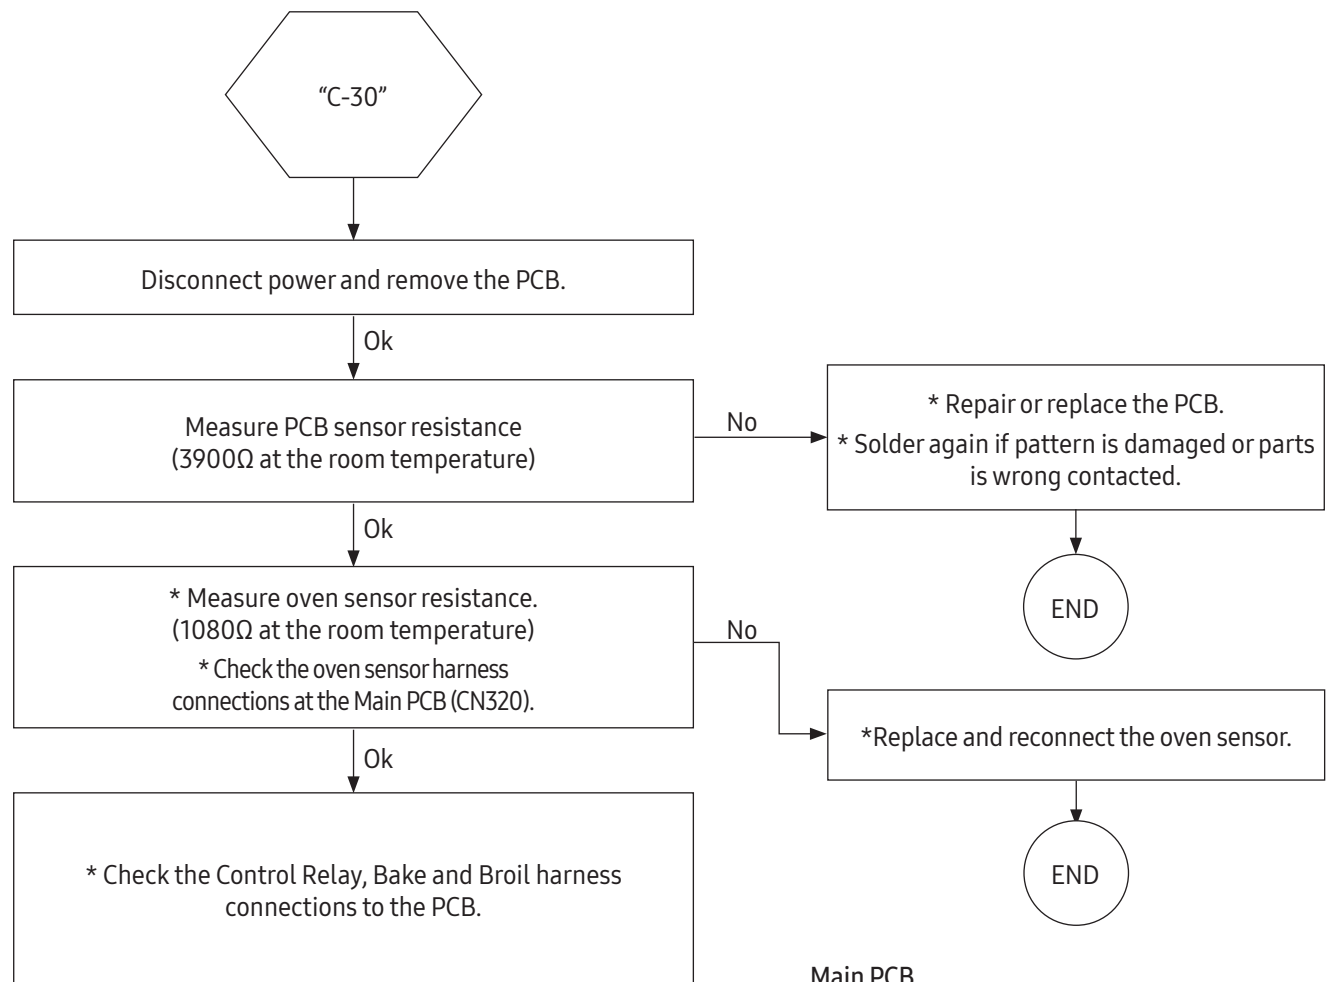 “C-30”
Disconnect power and remove the PCB.
Ok
Measure PCB sensor resistance
(3900Ω at the room temperature)
No
* Repair or replace the PCB.
* Solder again if pattern is damaged or parts
is wrong contacted.
END
Ok
* Measure oven sensor resistance.
(1080Ω at the room temperature)
* Check the oven sensor harness
connections at the Main PCB (CN320).
No
*Replace and reconnect the oven sensor.
END
Ok
* Check the Control Relay, Bake and Broil harness
connections to the PCB.
Main PCB